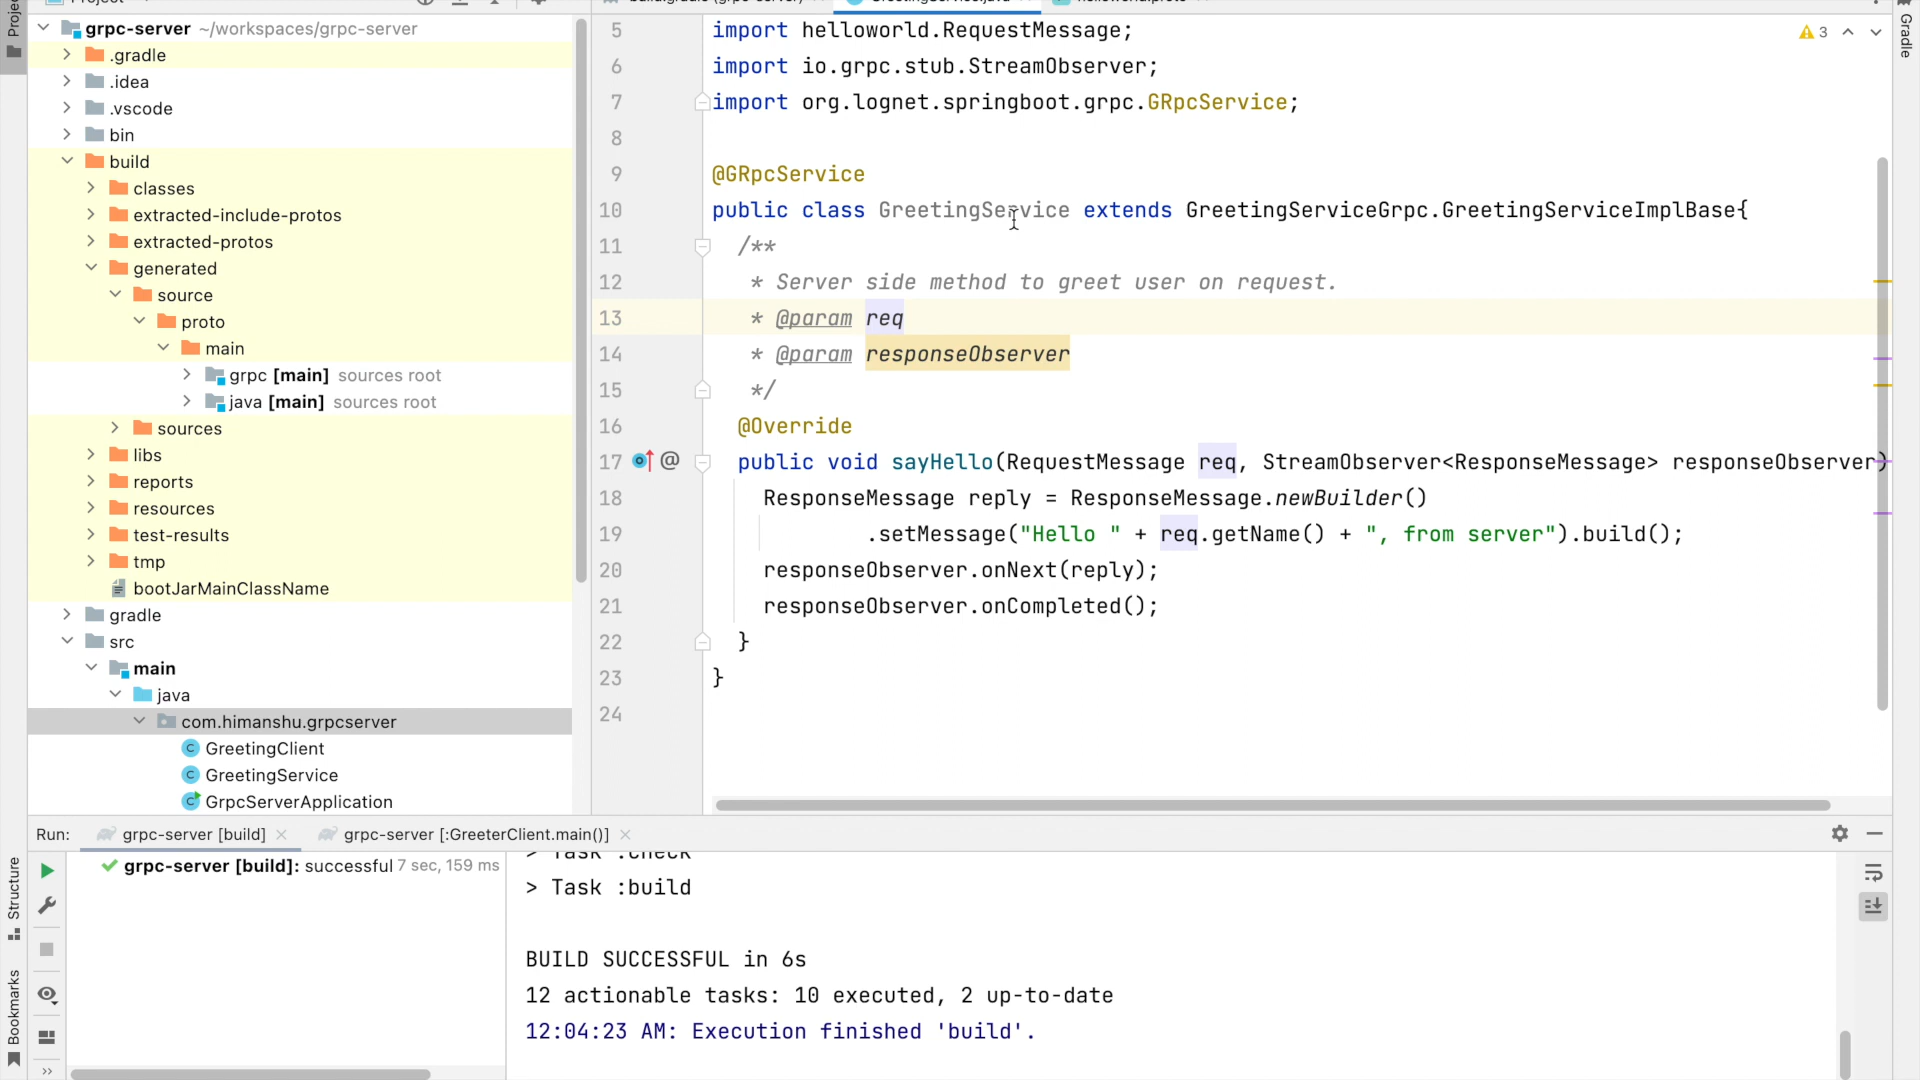 grpc-server ~/workspaces/grpc-server
.gradle
.idea
.vscode
bin
build
classes
extracted-include-protos
extracted-protos
generated
source
proto
main
grpc [main] sources root
java [main] sources root
sources
libs
reports
resources
test-results
tmp
bootJarMainClassName
gradle
src
main
java
com.himanshu.grpcserver
GreetingClient
GreetingService
GrpcServerApplication
5 import helloworld.RequestMessage;
6 import io.grpc.stub.StreamObserver;
7 import org.lognet.springboot.grpc.GRpcService;
8
9 @GRpcService
10 public class GreetingService extends GreetingServiceGrpc.GreetingServiceImplBase{
11 /**
12 * Server side method to greet user on request.
13 * @param req
14 * @param responseObserver
15 */
16 @Override
17 @ public void sayHello(RequestMessage req, StreamObserver<ResponseMessage> responseObserver)
18 ResponseMessage reply = ResponseMessage.newBuilder()
19 .setMessage("Hello " + req.getName() + ", from server").build();
20 responseObserver.onNext(reply);
21 responseObserver.onCompleted();
22 }
23 }
24
3
Gradle
Run: grpc-server [build] grpc-server [:GreeterClient.main()]
grpc-server [build]: successful 7 sec, 159 ms
> Task :check
> Task :build
BUILD SUCCESSFUL in 6s
12 actionable tasks: 10 executed, 2 up-to-date
12:04:23 AM: Execution finished 'build'.
Structure
Bookmarks